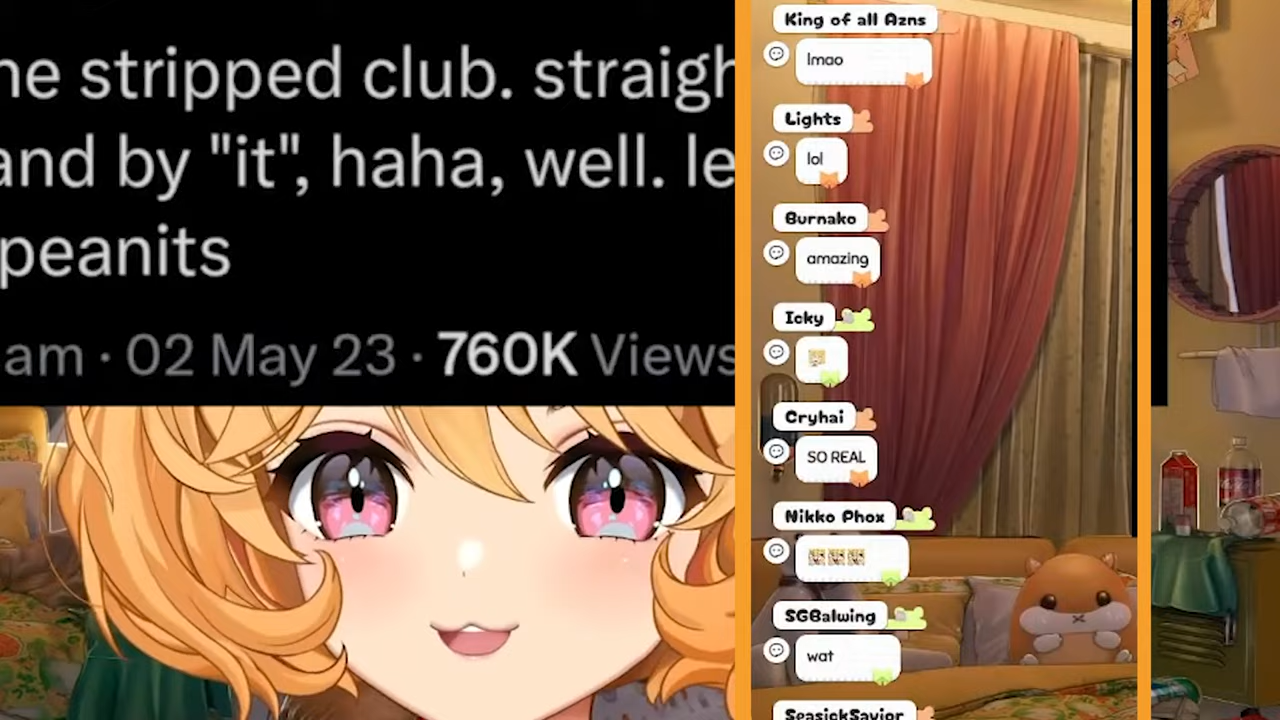 he stripped club. straigh
and by "it", haha, well. le
peanits
am · 02 May 23 · 760K Views
King of all Azns
lmao
Lights
lol
Burnako
amazing
Icky
Cryhai
SO REAL
Nikko Phox
SGBalwing
wat
SeasickSavior